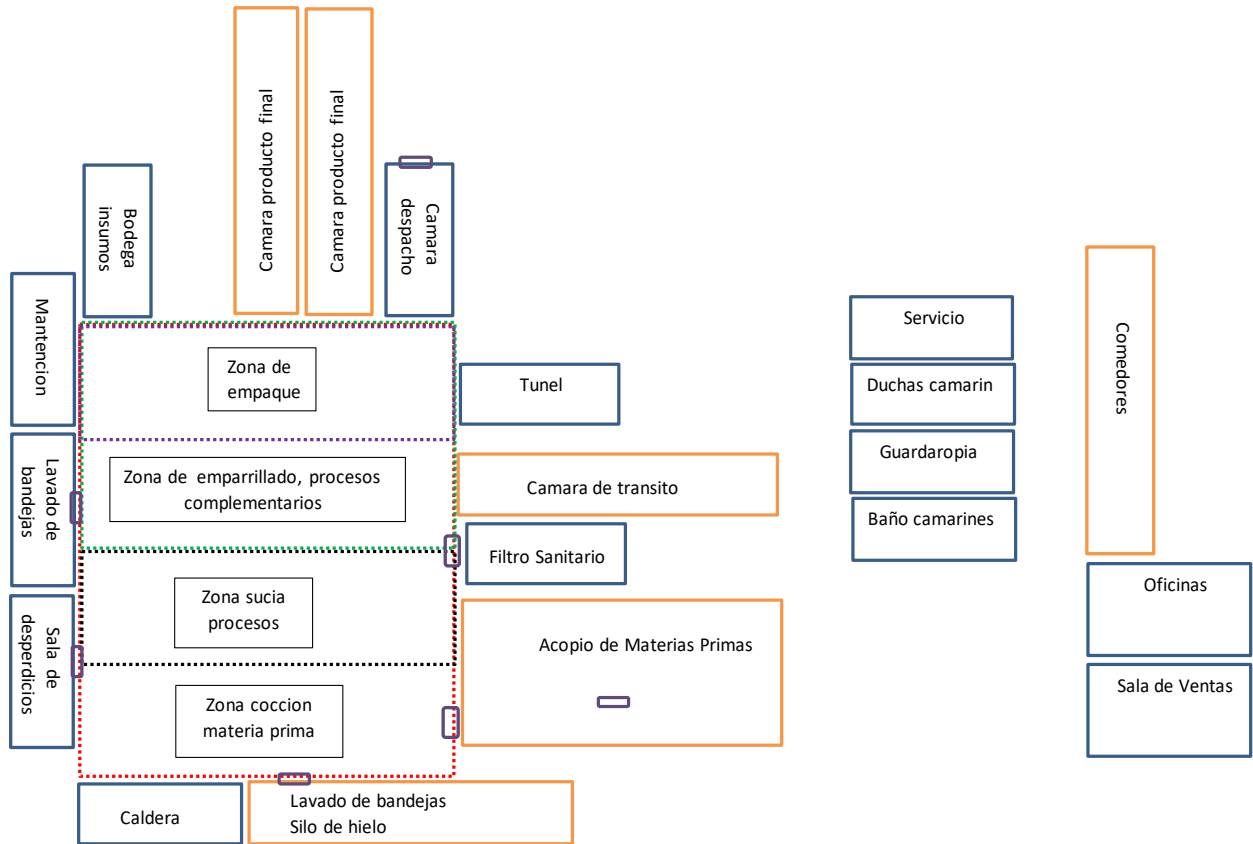 Camara producto final
Camara producto final
Bodega
insumos
Camara
despacho
Mantencion
Zona de
empaque
Tunel
Servicio
Duchas camarin
Guardaropia
Baño camarines
Comedores
Lavado de
bandejas
Zona de emparrillado, procesos
complementarios
Camara de transito
Filtro Sanitario
Zona sucia
procesos
Sala de
desperdicios
Acopio de Materias Primas
Oficinas
Sala de Ventas
Zona coccion
materia prima
Caldera
Lavado de bandejas
Silo de hielo